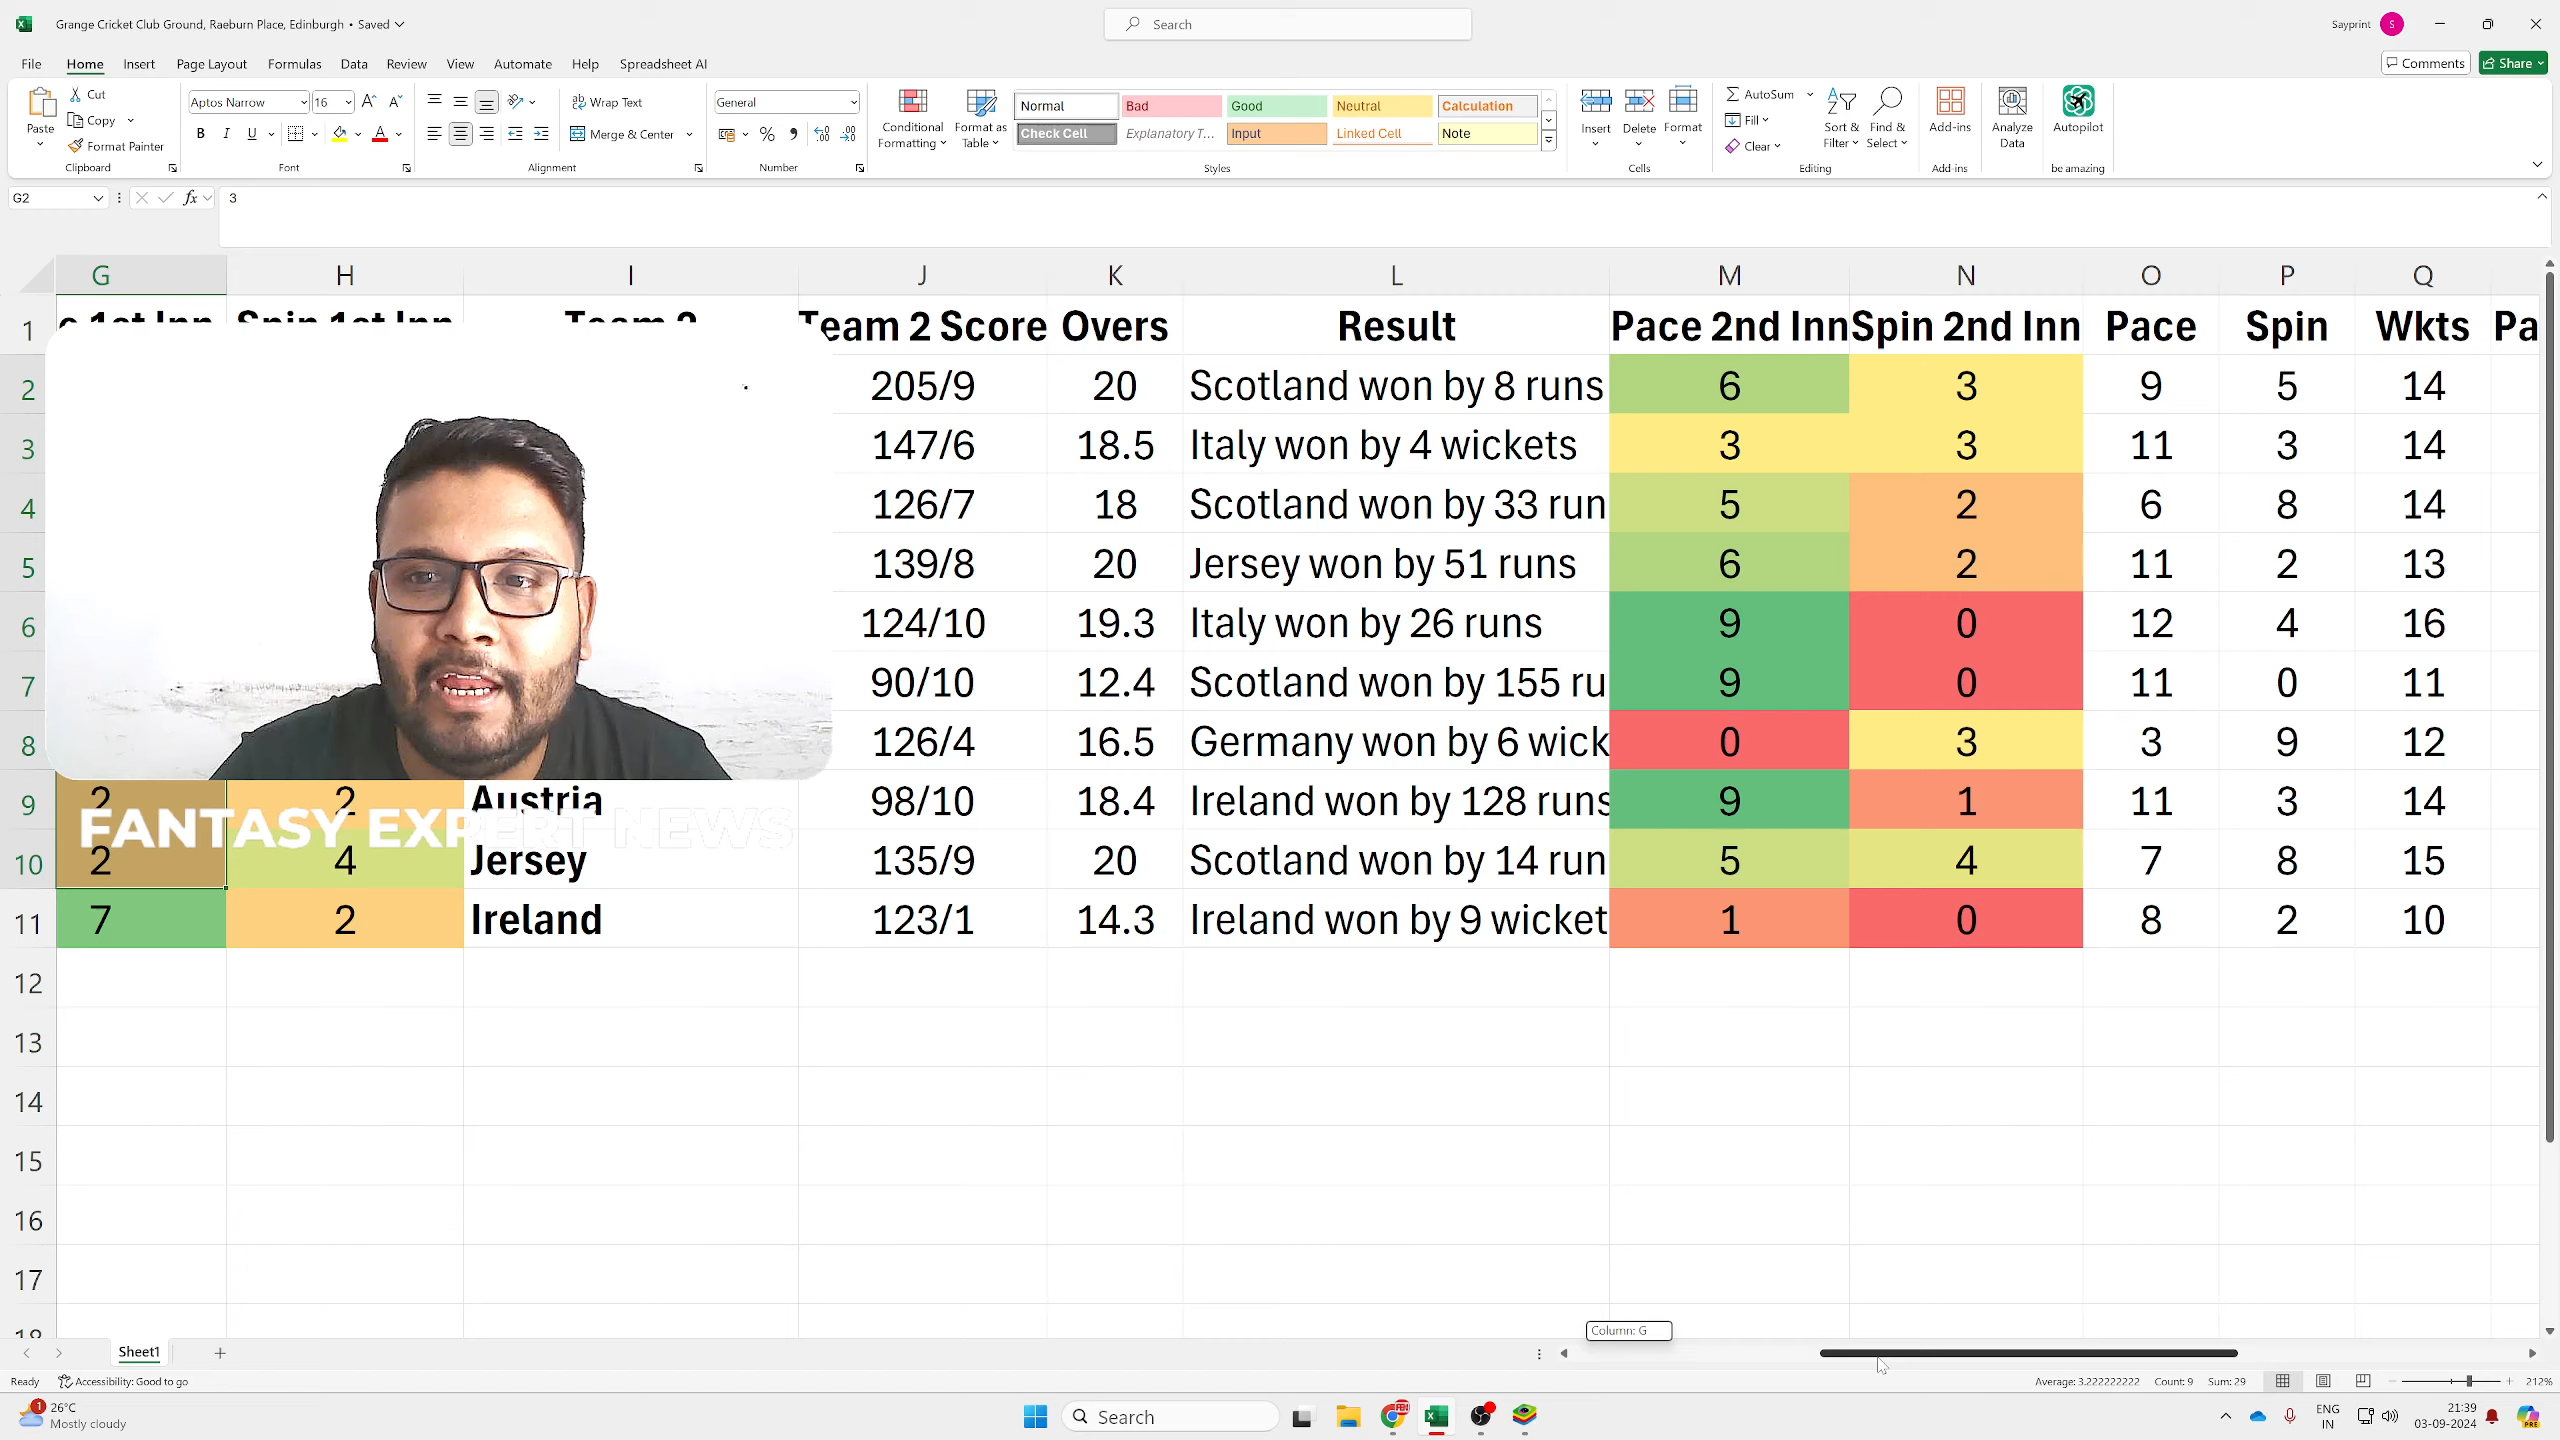 Grange Cricket Club Ground, Raeburn Place, Edinburgh • Saved
Search
Sayprint S
File Home Insert Page Layout Formulas Data Review View Automate Help Spreadsheet AI
Comments Share
Paste
Cut
Copy
Format Painter
Clipboard
Aptos Narrow 16
B I U
Font
Wrap Text
Merge & Center
Alignment
General
Number
Conditional Formatting
Format as Table
Normal Bad Good Neutral Calculation
Check Cell Explanatory T... Input Linked Cell Note
Styles
Insert Delete Format
Cells
AutoSum
Fill
Clear
Sort & Filter
Find & Select
Editing
Add-ins
Add-ins
Analyze Data
Autopilot
be amazing
G2 fx 3
G H I J K L M N O P Q
1 Team 2 Score Overs Result Pace 2nd Inn Spin 2nd Inn Pace Spin Wkts Pa
2 205/9 20 Scotland won by 8 runs 6 3 9 5 14
3 147/6 18.5 Italy won by 4 wickets 3 3 11 3 14
4 126/7 18 Scotland won by 33 run 5 2 6 8 14
5 139/8 20 Jersey won by 51 runs 6 2 11 2 13
6 124/10 19.3 Italy won by 26 runs 9 0 12 4 16
7 90/10 12.4 Scotland won by 155 ru 9 0 11 0 11
8 126/4 16.5 Germany won by 6 wick 0 3 3 9 12
9 2 2 Austria 98/10 18.4 Ireland won by 128 runs 9 1 11 3 14
FANTASY EXPERT NEWS
10 2 4 Jersey 135/9 20 Scotland won by 14 run 5 4 7 8 15
11 7 2 Ireland 123/1 14.3 Ireland won by 9 wicket 1 0 8 2 10
12
13
14
15
16
17
18
Column: G
Sheet1
Ready Accessibility: Good to go
Average: 3.222222222 Count: 9 Sum: 29 212%
1 26°C
Mostly cloudy
Search
ENG
IN
21:39
03-09-2024
PRE